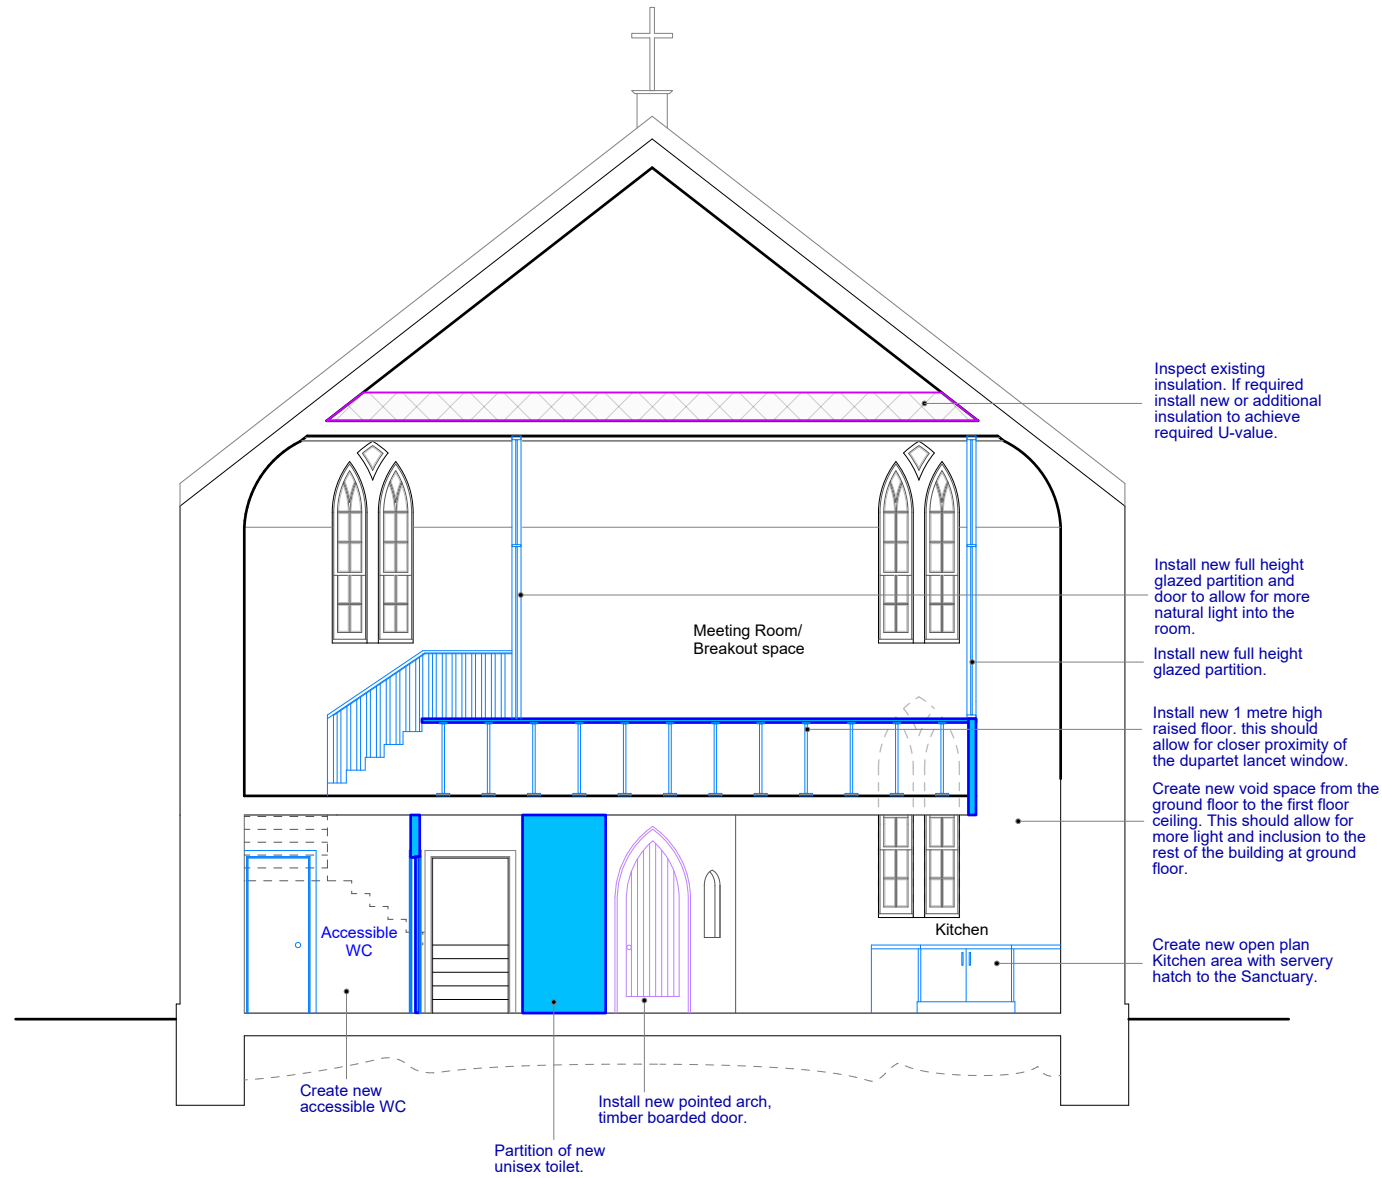 Inspect existing
insulation. If required
install new or additional
insulation to achieve
required U-value.
Install new full height
glazed partition and
door to allow for more
natural light into the
room.
Meeting Room/
Breakout space
Install new full height
glazed partition.
Install new 1 metre high
raised floor. this should
allow for closer proximity of
the dupartet lancet window.
Create new void space from the
ground floor to the first floor
ceiling. This should allow for
more light and inclusion to the
rest of the building at ground
floor.
Accessible
WC
Kitchen
Create new open plan
Kitchen area with servery
hatch to the Sanctuary.
Create new
accessible WC
Install new pointed arch,
timber boarded door.
Partition of new
unisex toilet.